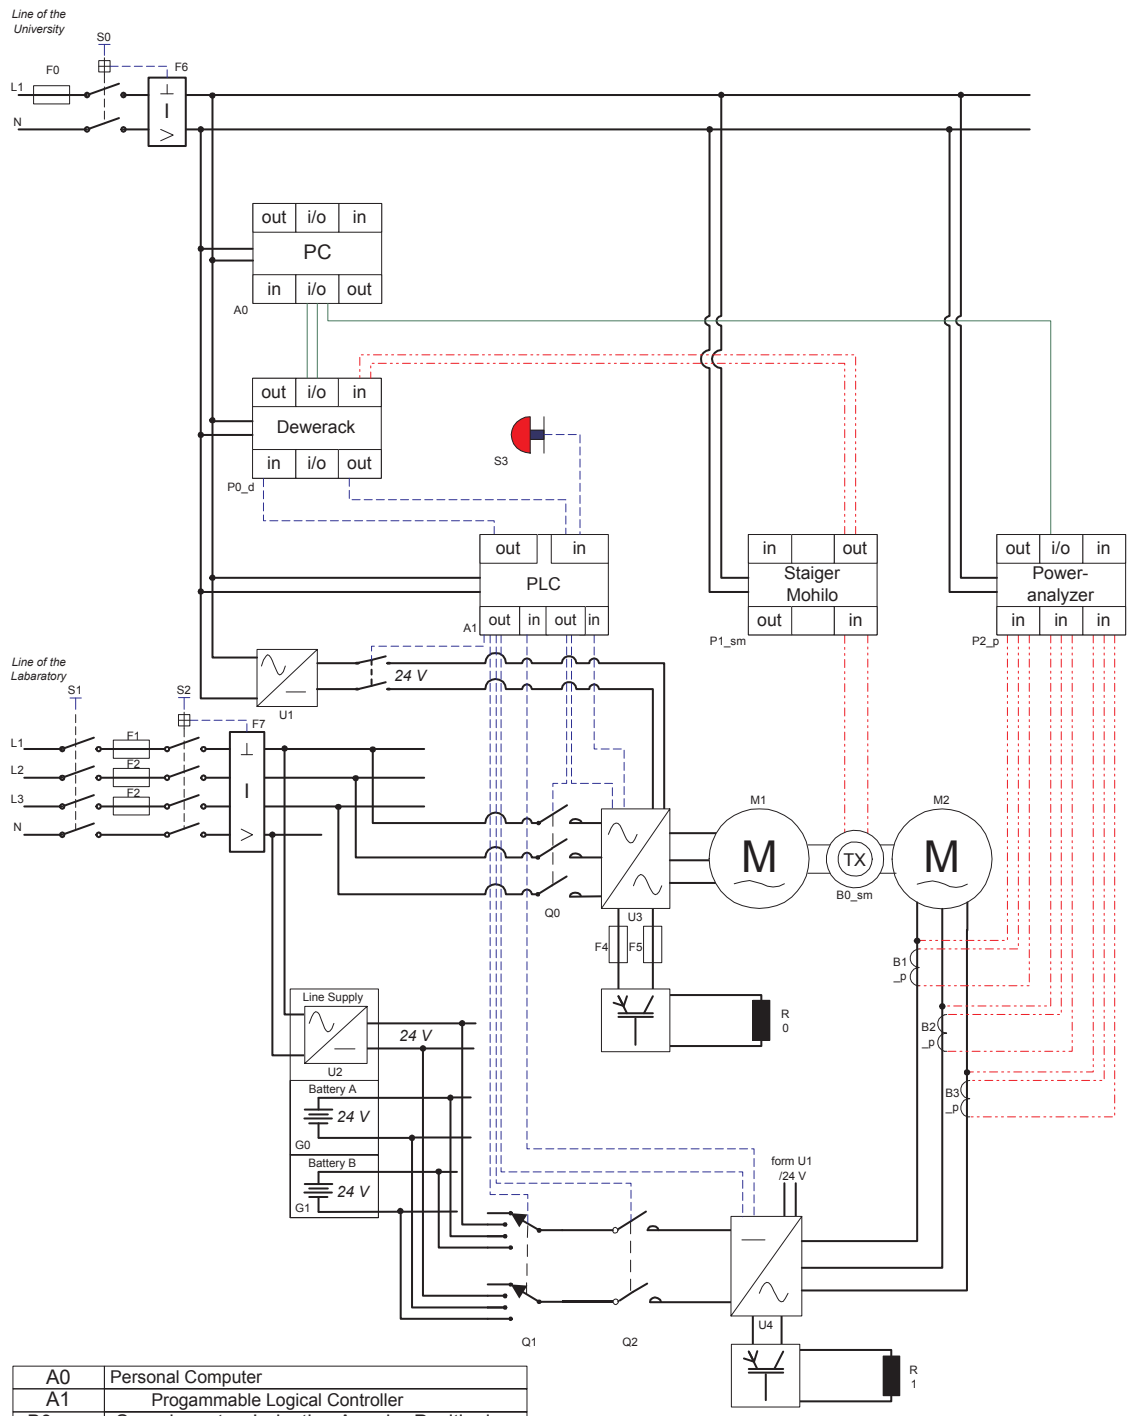 Line of the
University
S0
F0
F6
L1
N
⊥
I
>
out i/o in
PC
in i/o out
A0
out i/o in
Dewerack
in i/o out
P0_d
S3
out in
PLC
out in out in
A1
in out
Staiger
Mohilo
out in
P1_sm
out i/o in
Power-
analyzer
in in in
P2_p
Line of the
Labaratory
S1
S2
F7
U1
24 V
L1
F1
L2
F2
L3
F2
N
⊥
I
>
Q0
U3
F4
F5
M1
M
TX
B0_sm
M2
M
R
0
B1
_p
B2
_p
B3
_p
Line Supply
24 V
U2
Battery A
24 V
G0
Battery B
24 V
G1
form U1
/24 V
Q1
Q2
U4
R
1
A0 Personal Computer
A1 Progammable Logical Controller